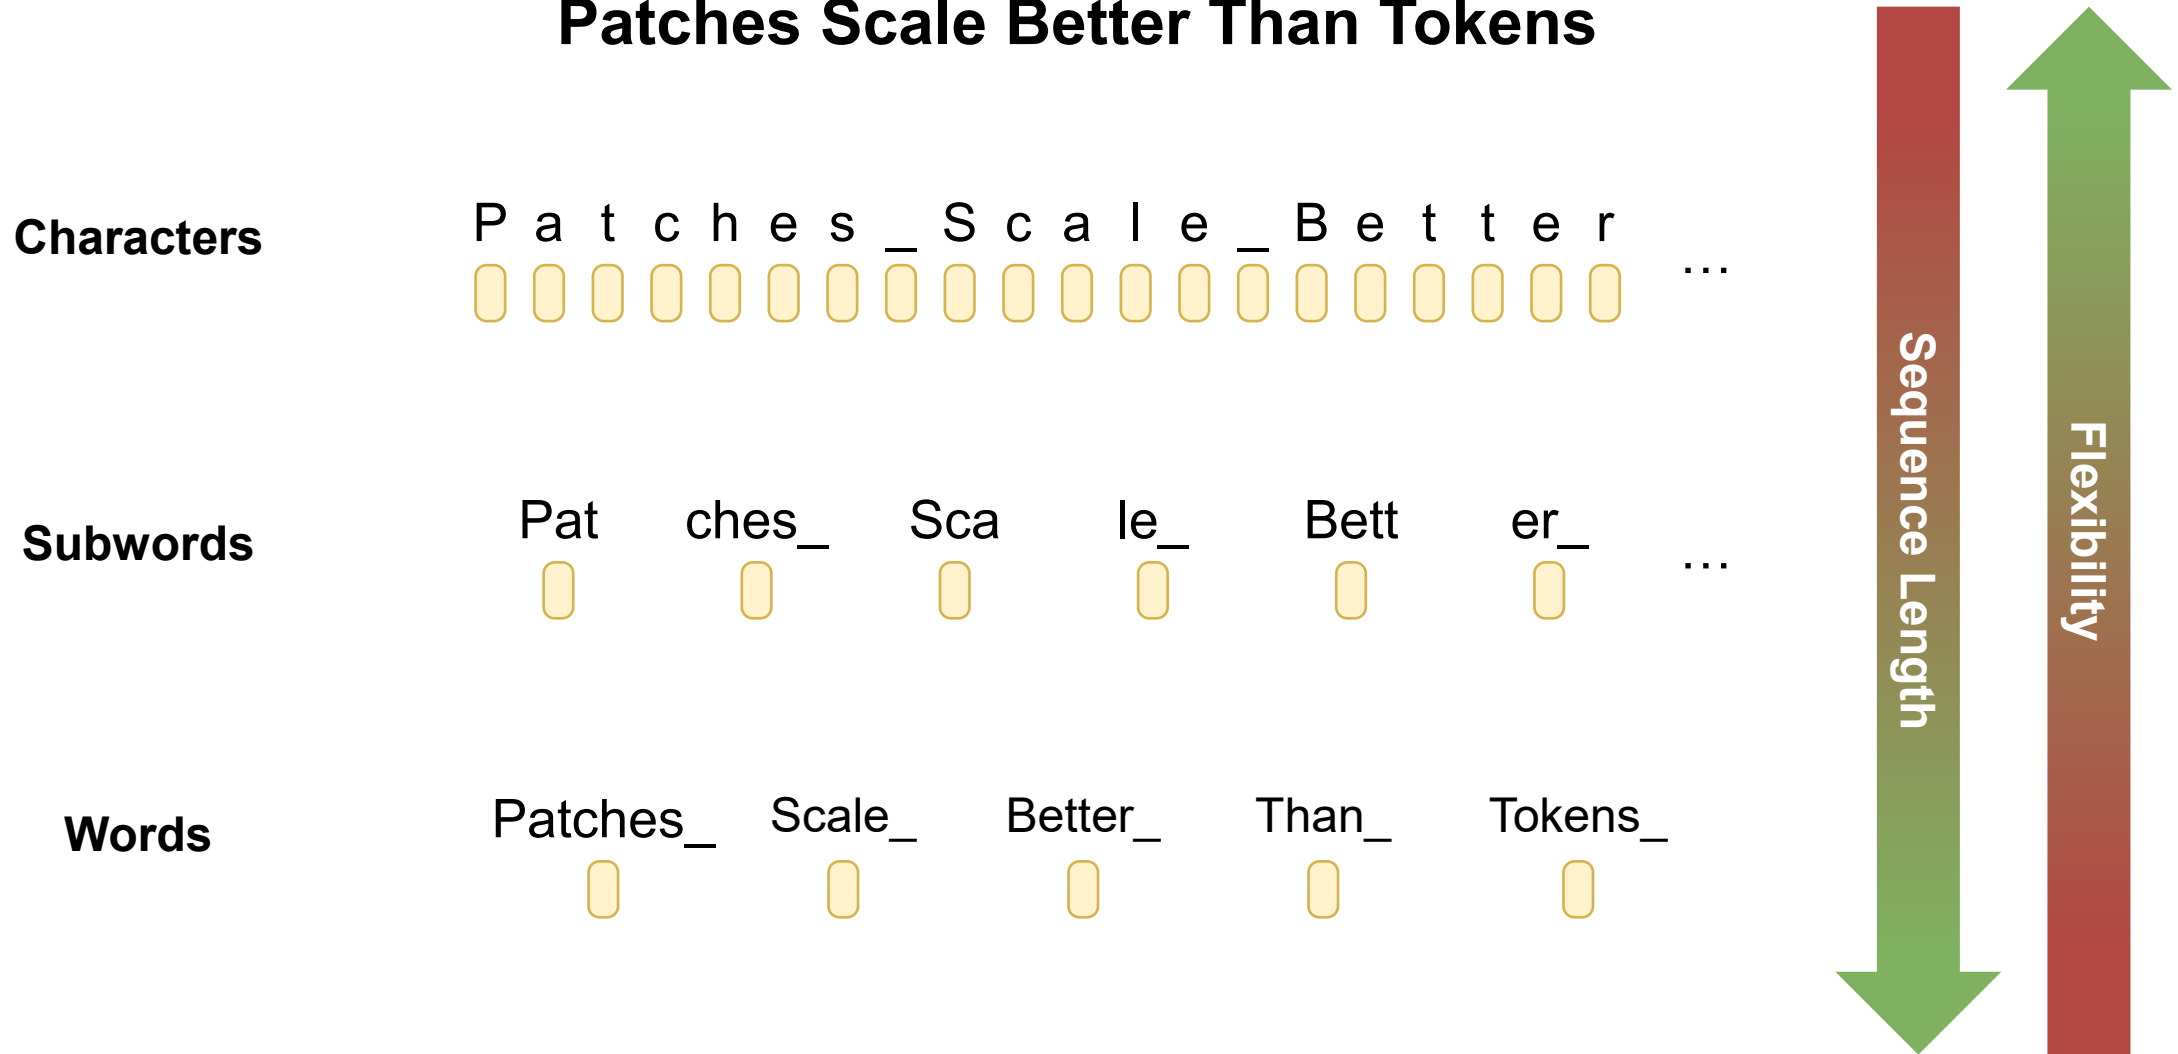 Patches Scale Better Than Tokens
Characters
P a t c h e s _ S c a l e _ B e t t e r ...
Subwords
Pat ches_ Sca le_ Bett er_ ...
Words
Patches_ Scale_ Better_ Than_ Tokens_
Sequence Length
Flexibility